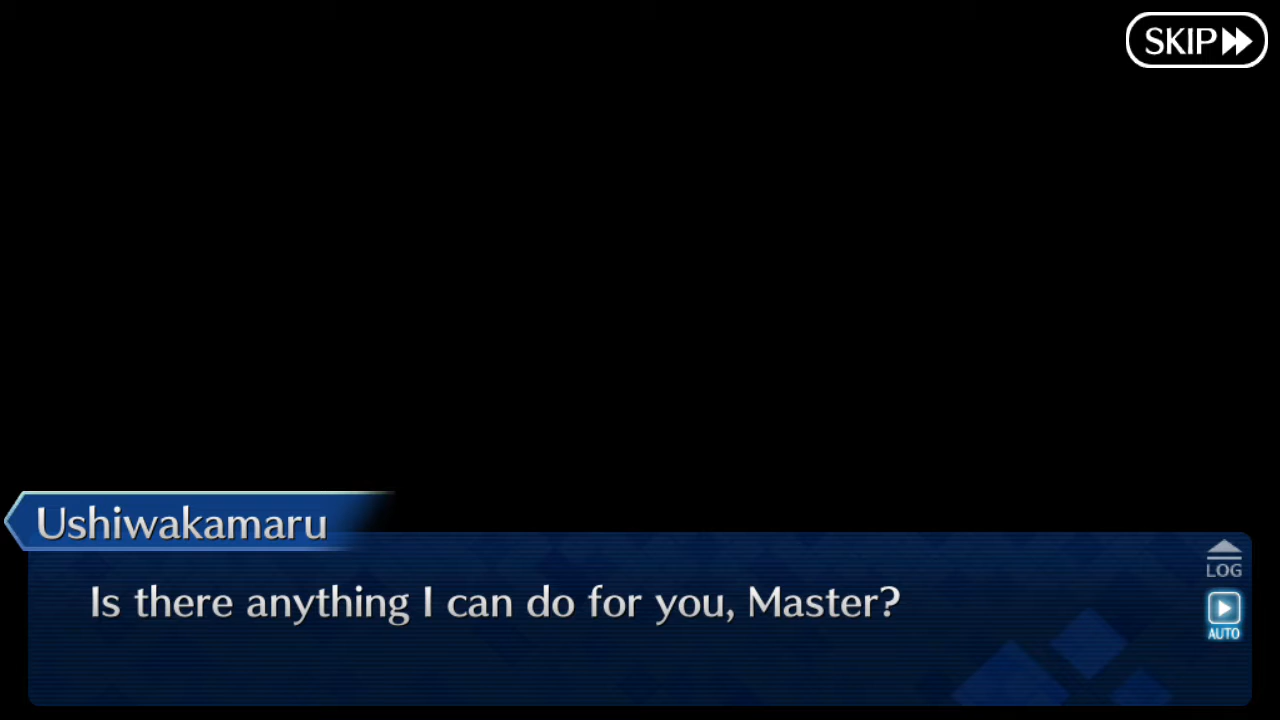 SKIP
Ushiwakamaru
Is there anything I can do for you, Master?
LOG
AUTO